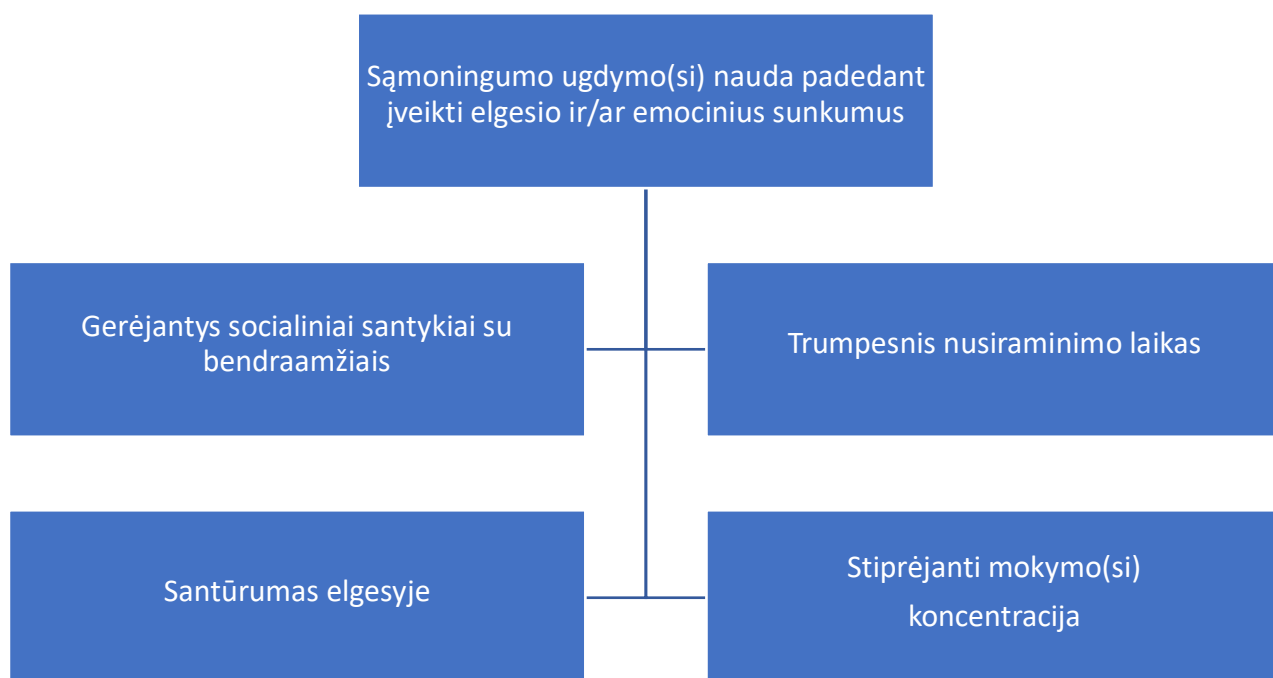 Sąmoningumo ugdymo(si) nauda padedant
įveikti elgesio ir/ar emocinius sunkumus
Gerėjantys socialiniai santykiai su
bendraamžiais
Trumpesnis nusiraminimo laikas
Santūrumas elgesyje
Stiprėjanti mokymo(si)
koncentracija